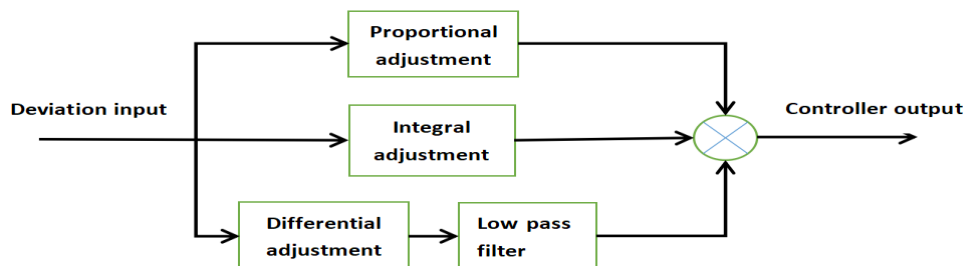 Proportional
adjustment
Deviation input
Integral
adjustment
Controller output
Differential
adjustment
Low pass
filter